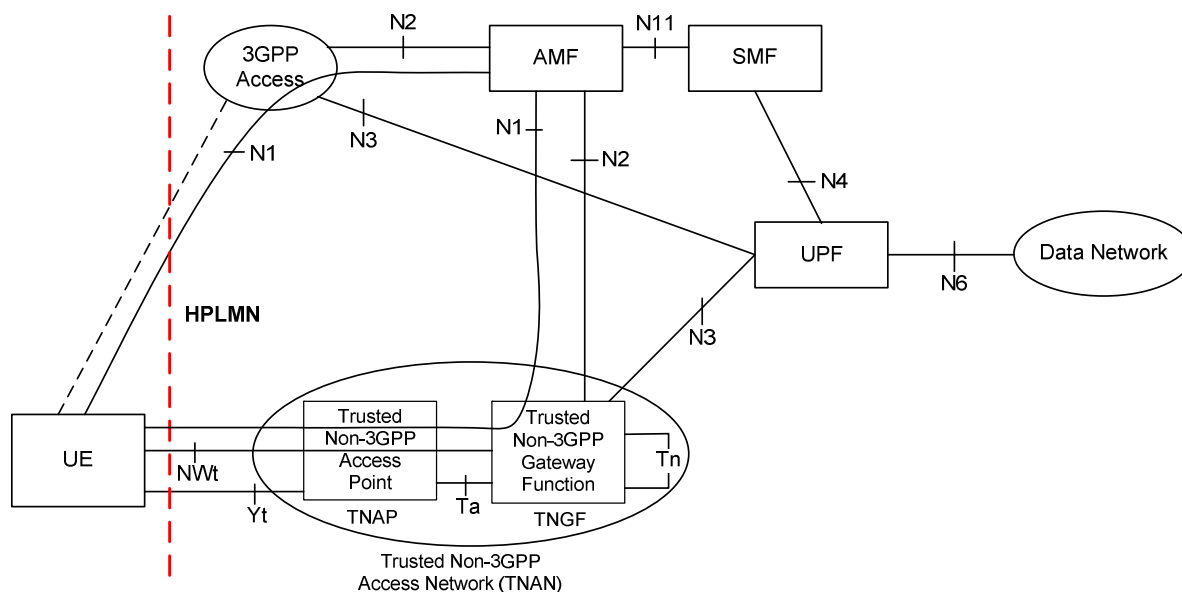 N2
N11
3GPP
Access
AMF
SMF
N3
N1
N1
N2
N4
UPF
Data Network
N6
HPLMN
N3
UE
Trusted
Non-3GPP
Access
Point
Trusted
Non-3GPP
Gateway
Function
Tn
NWt
Yt
Ta
TNAP
TNGF
Trusted Non-3GPP
Access Network (TNAN)